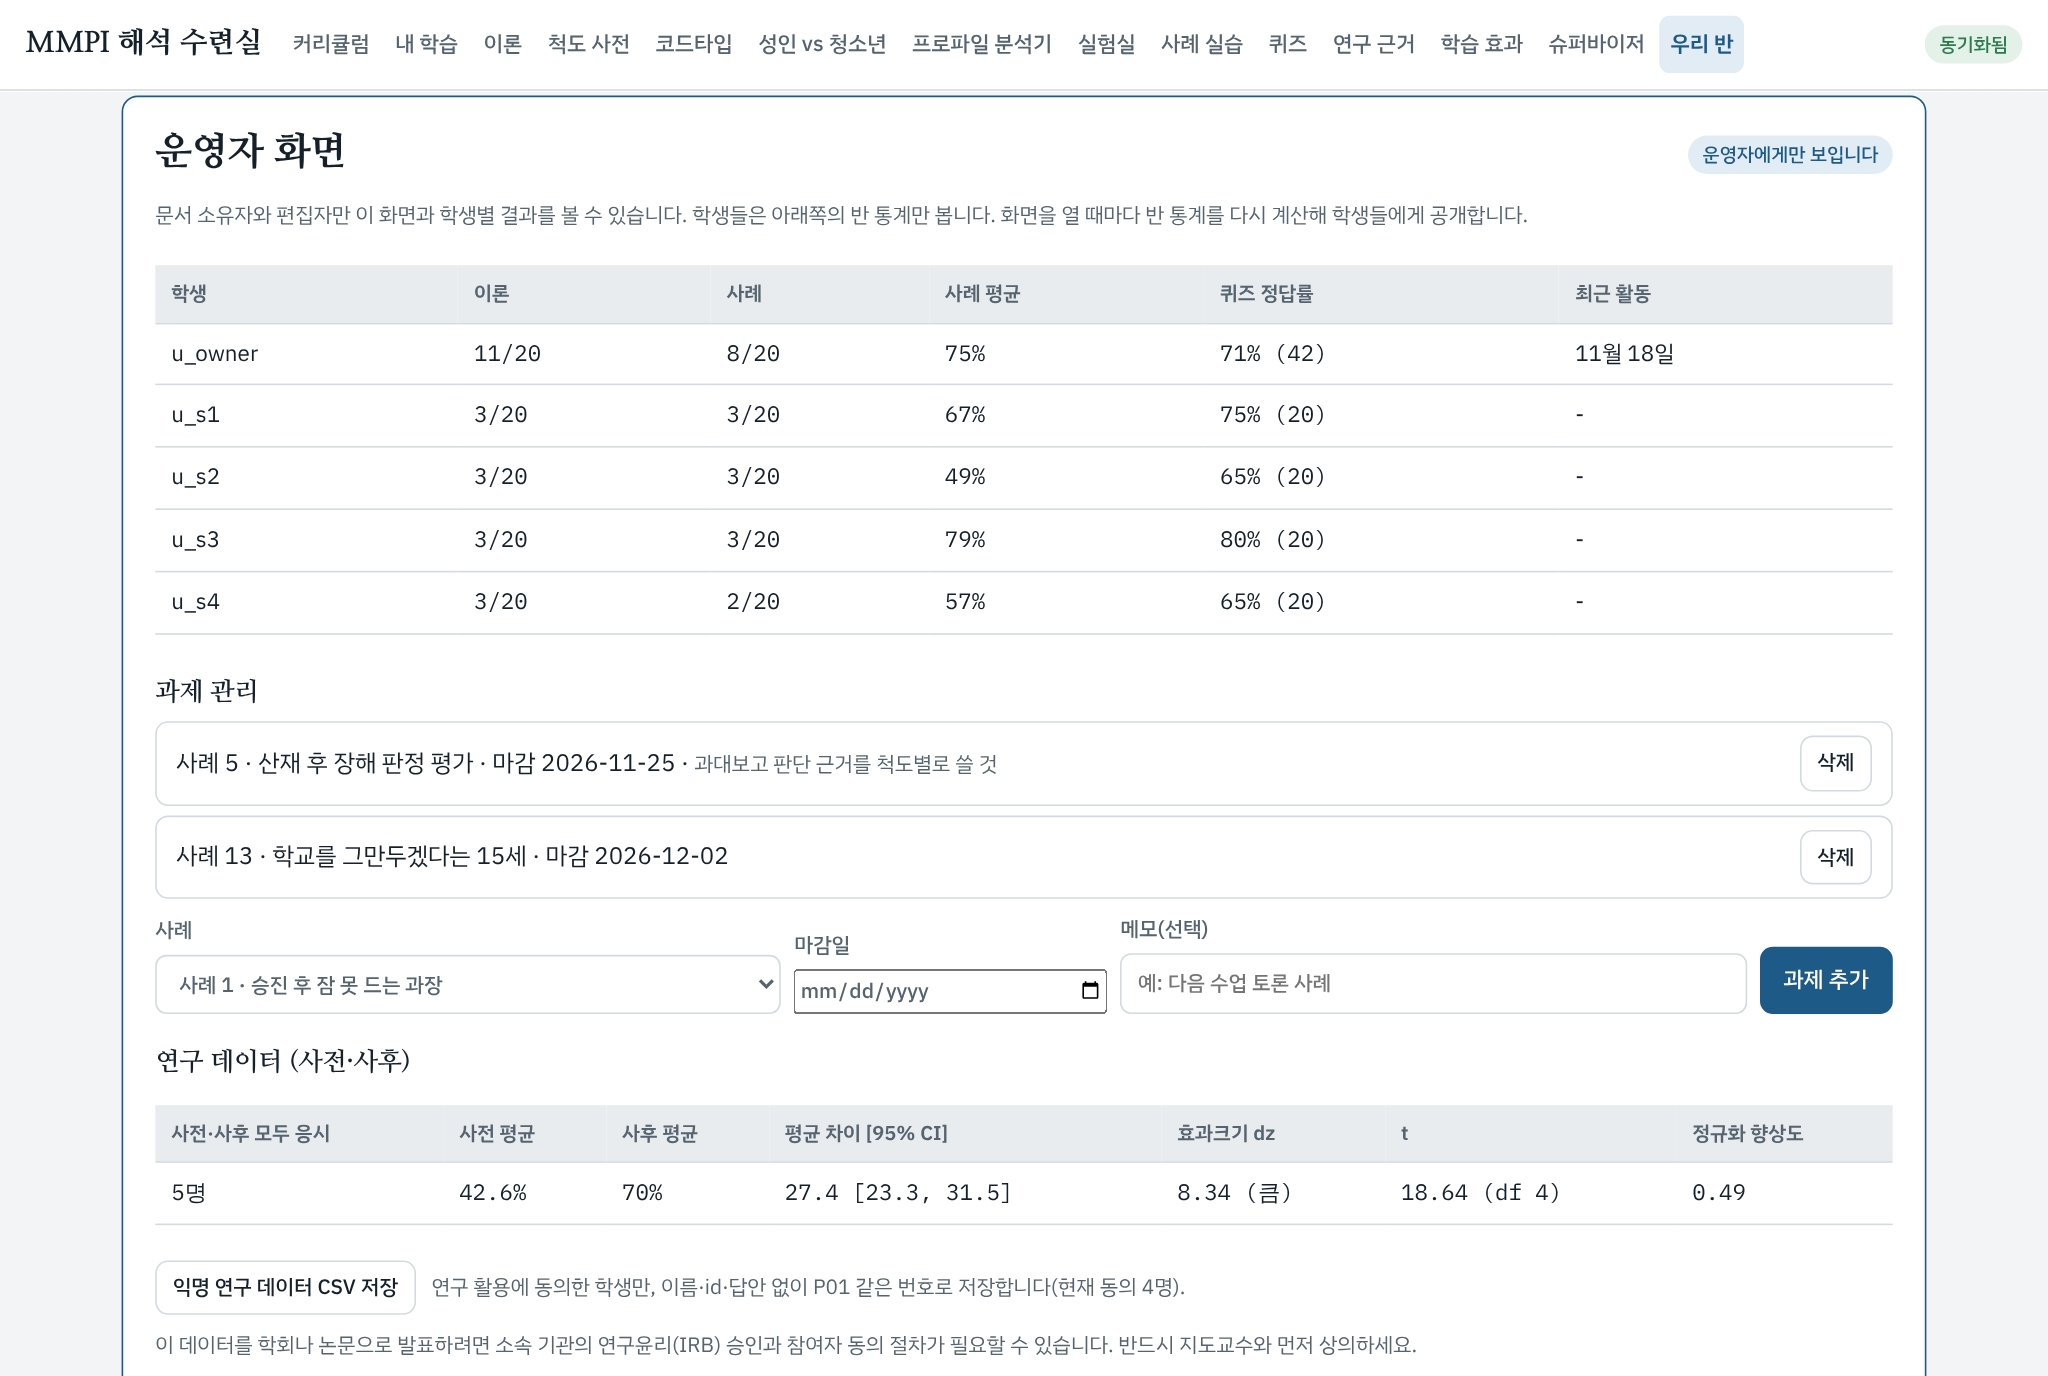 MMPI 해석 수련실 커리큘럼 내 학습 이론 척도 사전 코드타입 성인 vs 청소년 프로파일 분석기 실험실 사례 실습 퀴즈 연구 근거 학습 효과 슈퍼바이저 우리 반 동기화됨
운영자 화면 운영자에게만 보입니다
문서 소유자와 편집자만 이 화면과 학생별 결과를 볼 수 있습니다. 학생들은 아래쪽의 반 통계만 봅니다. 화면을 열 때마다 반 통계를 다시 계산해 학생들에게 공개합니다.
학생 이론 사례 사례 평균 퀴즈 정답률 최근 활동
u_owner 11/20 8/20 75% 71% (42) 11월 18일
u_s1 3/20 3/20 67% 75% (20) -
u_s2 3/20 3/20 49% 65% (20) -
u_s3 3/20 3/20 79% 80% (20) -
u_s4 3/20 2/20 57% 65% (20) -
과제 관리
사례 5 · 산재 후 장해 판정 평가 · 마감 2026-11-25 · 과대보고 판단 근거를 척도별로 쓸 것 삭제
사례 13 · 학교를 그만두겠다는 15세 · 마감 2026-12-02 삭제
사례 마감일 메모(선택)
사례 1 · 승진 후 잠 못 드는 과장 mm/dd/yyyy 예: 다음 수업 토론 사례 과제 추가
연구 데이터 (사전·사후)
사전·사후 모두 응시 사전 평균 사후 평균 평균 차이 [95% CI] 효과크기 dz t 정규화 향상도
5명 42.6% 70% 27.4 [23.3, 31.5] 8.34 (큼) 18.64 (df 4) 0.49
익명 연구 데이터 CSV 저장 연구 활용에 동의한 학생만, 이름·id·답안 없이 P01 같은 번호로 저장합니다(현재 동의 4명).
이 데이터를 학회나 논문으로 발표하려면 소속 기관의 연구윤리(IRB) 승인과 참여자 동의 절차가 필요할 수 있습니다. 반드시 지도교수와 먼저 상의하세요.